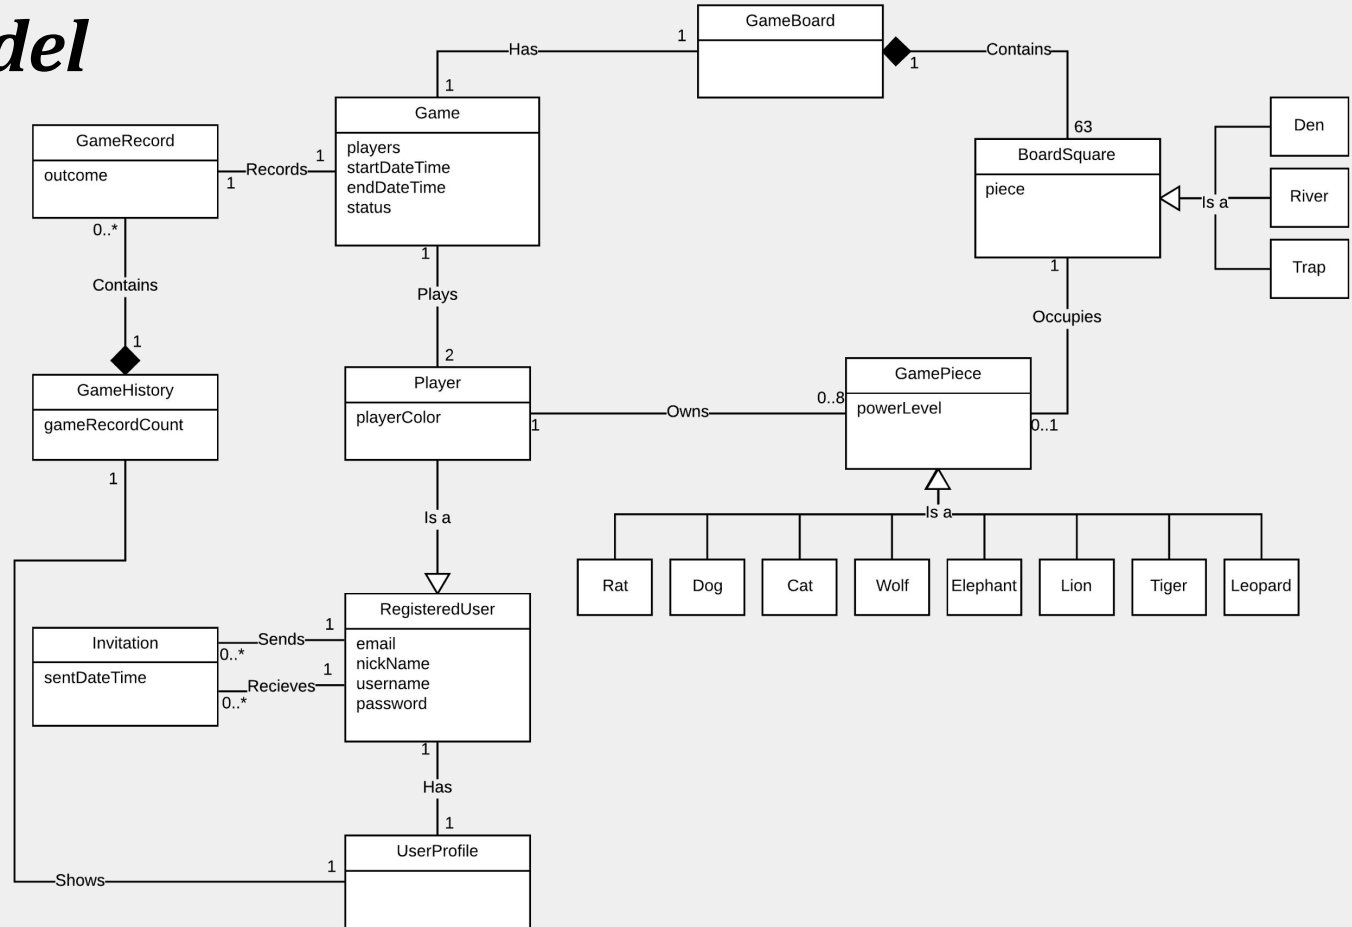 del
GameBoard
1
Has
1
Contains
1
63
Game
players
startDateTime
endDateTime
status
GameRecord
outcome
1
Records
1
BoardSquare
piece
Den
River
Trap
Is a
0..*
Contains
1
1
Plays
2
1
Occupies
0..1
GameHistory
gameRecordCount
1
Player
playerColor
1
Owns
0..8
GamePiece
powerLevel
Is a
Is a
Rat
Dog
Cat
Wolf
Elephant
Lion
Tiger
Leopard
RegisteredUser
email
nickName
username
password
Invitation
sentDateTime
1
Sends
0..*
1
Recieves
0..*
1
Has
1
UserProfile
1
Shows